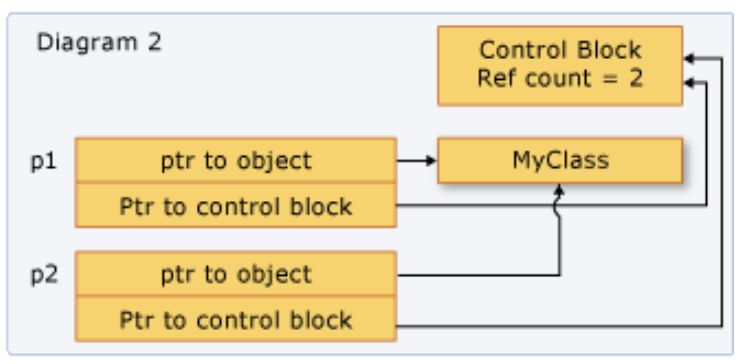 Diagram 2
Control Block
Ref count = 2
p1
ptr to object
MyClass
Ptr to control block
p2
ptr to object
Ptr to control block